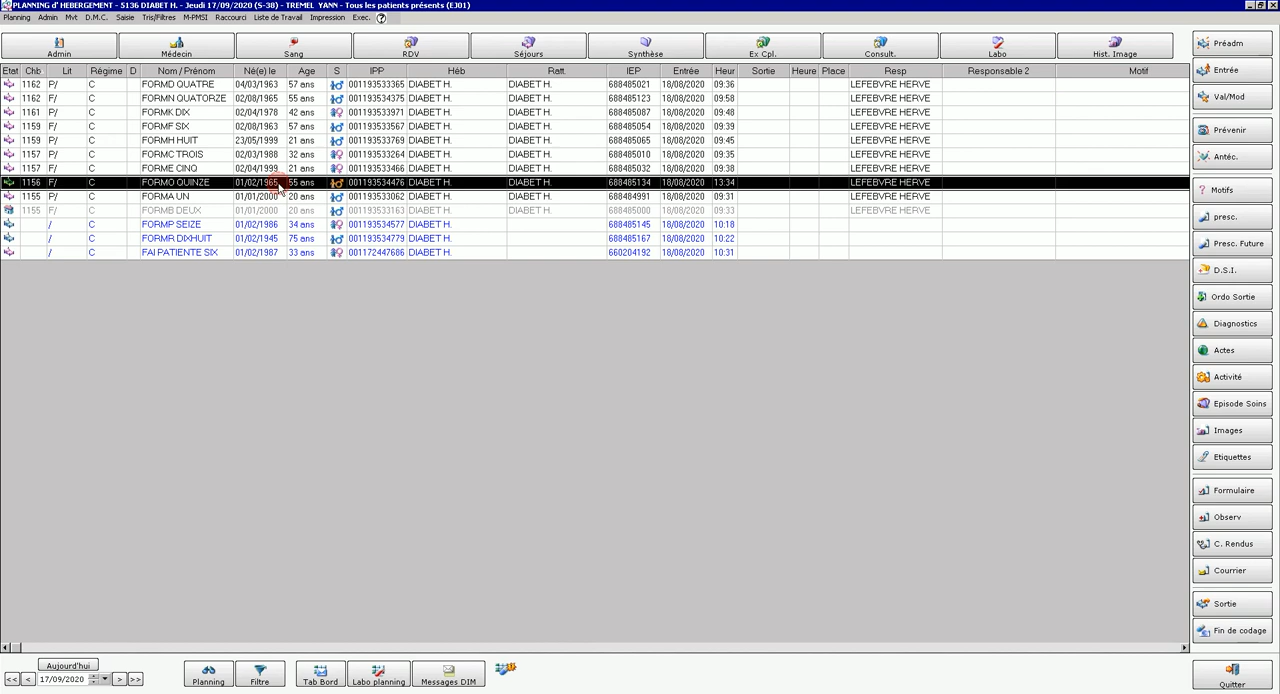 PLANNING d' HEBERGEMENT - 5136 DIABET H. - Jeudi 17/09/2020 (S-38) - TREMEL YANN - Tous les patients présents (EJ01)
Planning Admin Mvt D.M.C. Saisie Tris/Filtres M-PMSI Raccourci Liste de Travail Impression Exec. ?
Admin Médecin Sang RDV Séjours Synthèse Ex Cpl. Consult. Labo Hist. Image
Etat Chb. Lit Régime D Nom / Prénom Né(e) le Age S IPP Héb Ratt. IEP Entrée Heur Sortie Heure Place Resp Responsable 2 Motif
1162 P/ C FORMD QUATRE 04/03/1963 57 ans 001193533365 DIABET H. DIABET H. 688485021 18/08/2020 09:36 LEFEBVRE HERVE
1162 P/ C FORMN QUATORZE 02/08/1965 55 ans 001193534375 DIABET H. DIABET H. 688485123 18/08/2020 09:58 LEFEBVRE HERVE
1161 P/ C FORMK DIX 02/04/1978 42 ans 001193533971 DIABET H. DIABET H. 688485087 18/08/2020 09:48 LEFEBVRE HERVE
1159 F/ C FORMF SIX 02/08/1963 57 ans 001193533567 DIABET H. DIABET H. 688485054 18/08/2020 09:39 LEFEBVRE HERVE
1159 F/ C FORMH HUIT 23/05/1999 21 ans 001193533769 DIABET H. DIABET H. 688485065 18/08/2020 09:45 LEFEBVRE HERVE
1157 P/ C FORMC TROIS 02/03/1988 32 ans 001193533264 DIABET H. DIABET H. 688485010 18/08/2020 09:35 LEFEBVRE HERVE
1157 F/ C FORME CINQ 02/04/1999 21 ans 001193533466 DIABET H. DIABET H. 688485032 18/08/2020 09:38 LEFEBVRE HERVE
1156 F/ C FORMO QUINZE 01/02/1965 55 ans 001193534476 DIABET H. DIABET H. 688485134 18/08/2020 13:34 LEFEBVRE HERVE
1155 P/ C FORMA UN 01/01/2000 20 ans 001193533062 DIABET H. DIABET H. 688484991 18/08/2020 09:31 LEFEBVRE HERVE
1155 F/ C FORMB DEUX 01/01/2000 20 ans 001193533163 DIABET H. DIABET H. 688485000 18/08/2020 09:33 LEFEBVRE HERVE
/ C FORMP SEIZE 01/02/1986 34 ans 001193534577 DIABET H. 688485145 18/08/2020 10:18
/ C FORMR DIXHUIT 01/02/1945 75 ans 001193534779 DIABET H. 688485167 18/08/2020 10:22
/ C FAI PATIENTE SIX 01/02/1987 33 ans 001172447686 DIABET H. 660204192 18/08/2020 10:31
Préadm
Entrée
Val/Mod
Prévenir
Antéc.
Motifs
presc.
Presc. Future
D.S.I.
Ordo Sortie
Diagnostics
Actes
Activité
Episode Soins
Images
Etiquettes
Formulaire
Observ
C. Rendus
Courrier
Sortie
Fin de codage
Quitter
Aujourd'hui
<< < 17/09/2020 > >>
Planning Filtre Tab Bord Labo planning Messages DIM